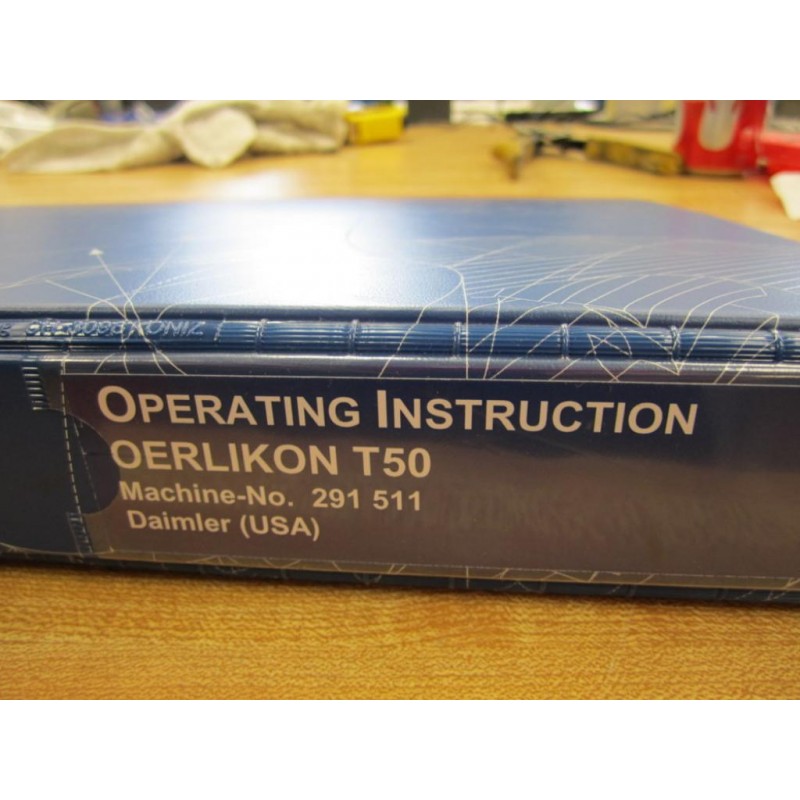 OPERATING INSTRUCTION
OERLIKON T50
Machine-No. 291 511
Daimler (USA)